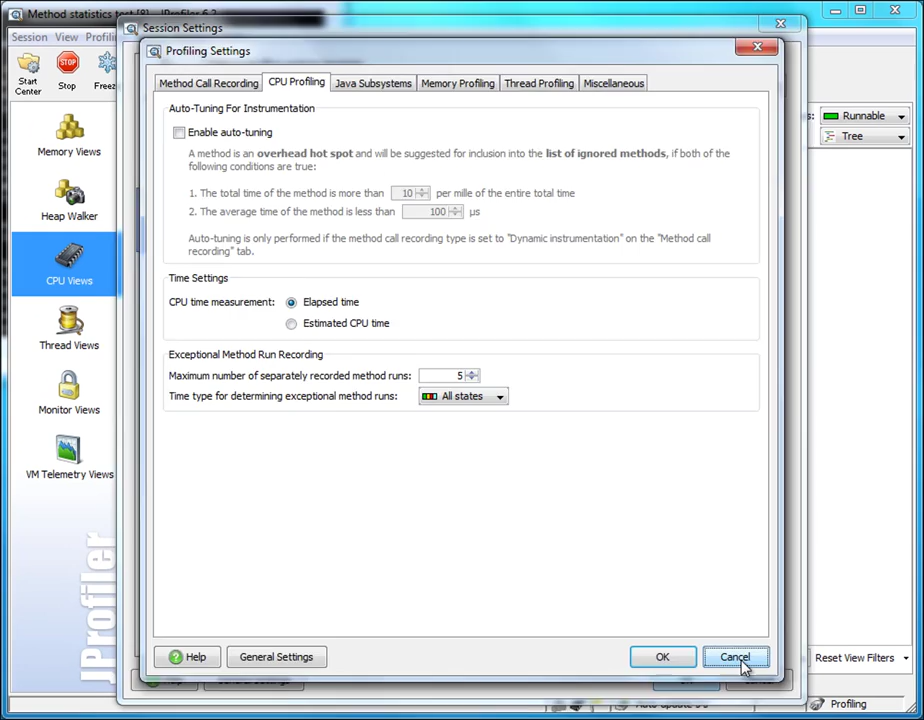 Method statistics test [8] - JProfiler 6.2
Session Settings
Session View Profiling
Profiling Settings
Start Center
Stop
Freeze
Method Call Recording CPU Profiling Java Subsystems Memory Profiling Thread Profiling Miscellaneous
Auto-Tuning For Instrumentation
Enable auto-tuning
A method is an overhead hot spot and will be suggested for inclusion into the list of ignored methods, if both of the
following conditions are true:
1. The total time of the method is more than 10 per mille of the entire total time
2. The average time of the method is less than 100 µs
Auto-tuning is only performed if the method call recording type is set to "Dynamic instrumentation" on the "Method call
recording" tab.
Time Settings
CPU time measurement: Elapsed time
Estimated CPU time
Exceptional Method Run Recording
Maximum number of separately recorded method runs: 5
Time type for determining exceptional method runs: All states
Memory Views
Heap Walker
CPU Views
Thread Views
Monitor Views
VM Telemetry Views
JProfiler
s: Runnable
Tree
Help General Settings OK Cancel
Reset View Filters
Profiling